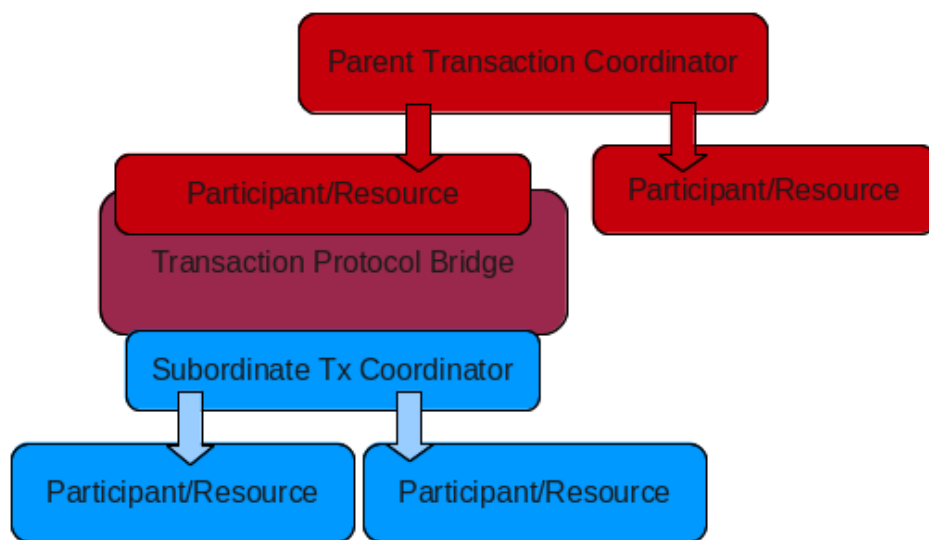 Parent Transaction Coordinator
Participant/Resource
Participant/Resource
Transaction Protocol Bridge
Subordinate Tx Coordinator
Participant/Resource
Participant/Resource